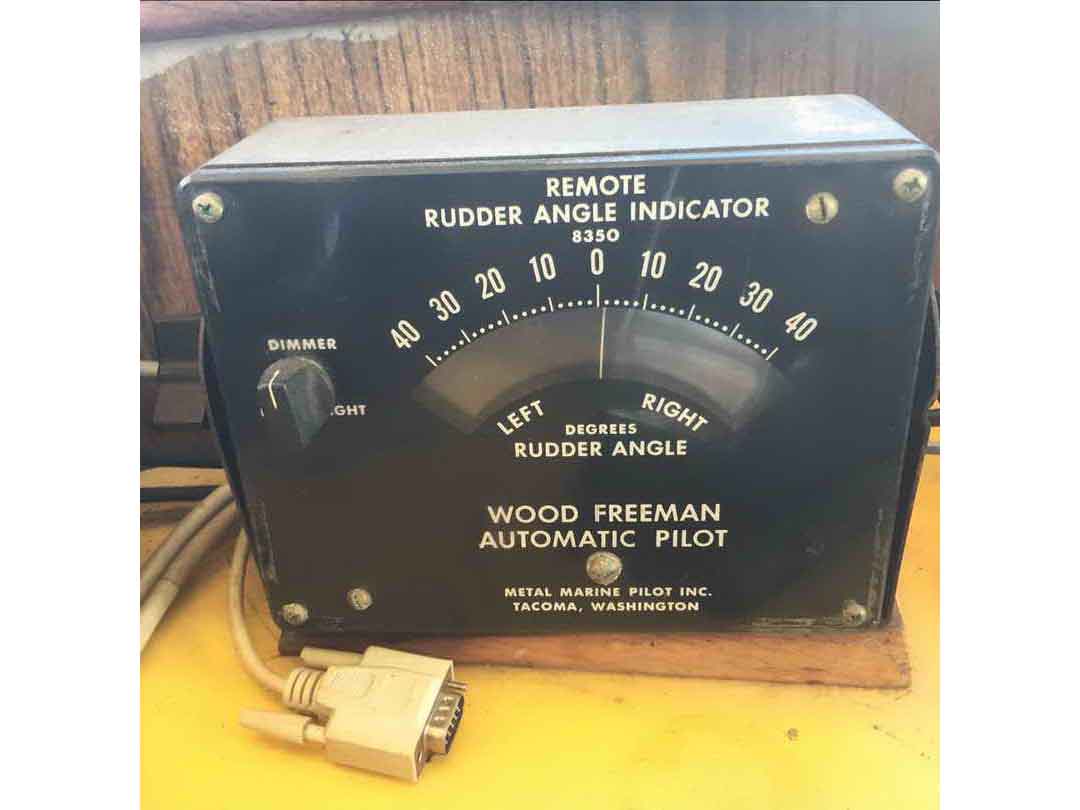 REMOTE
RUDDER ANGLE INDICATOR
8350
40 30 20 10 0 10 20 30 40
DIMMER
LEFT RIGHT
DEGREES
RUDDER ANGLE
WOOD FREEMAN
AUTOMATIC PILOT
METAL MARINE PILOT INC.
TACOMA, WASHINGTON